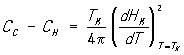 C_C − C_H = T_K/4π (dH_K/dT)²_{T=T_K}